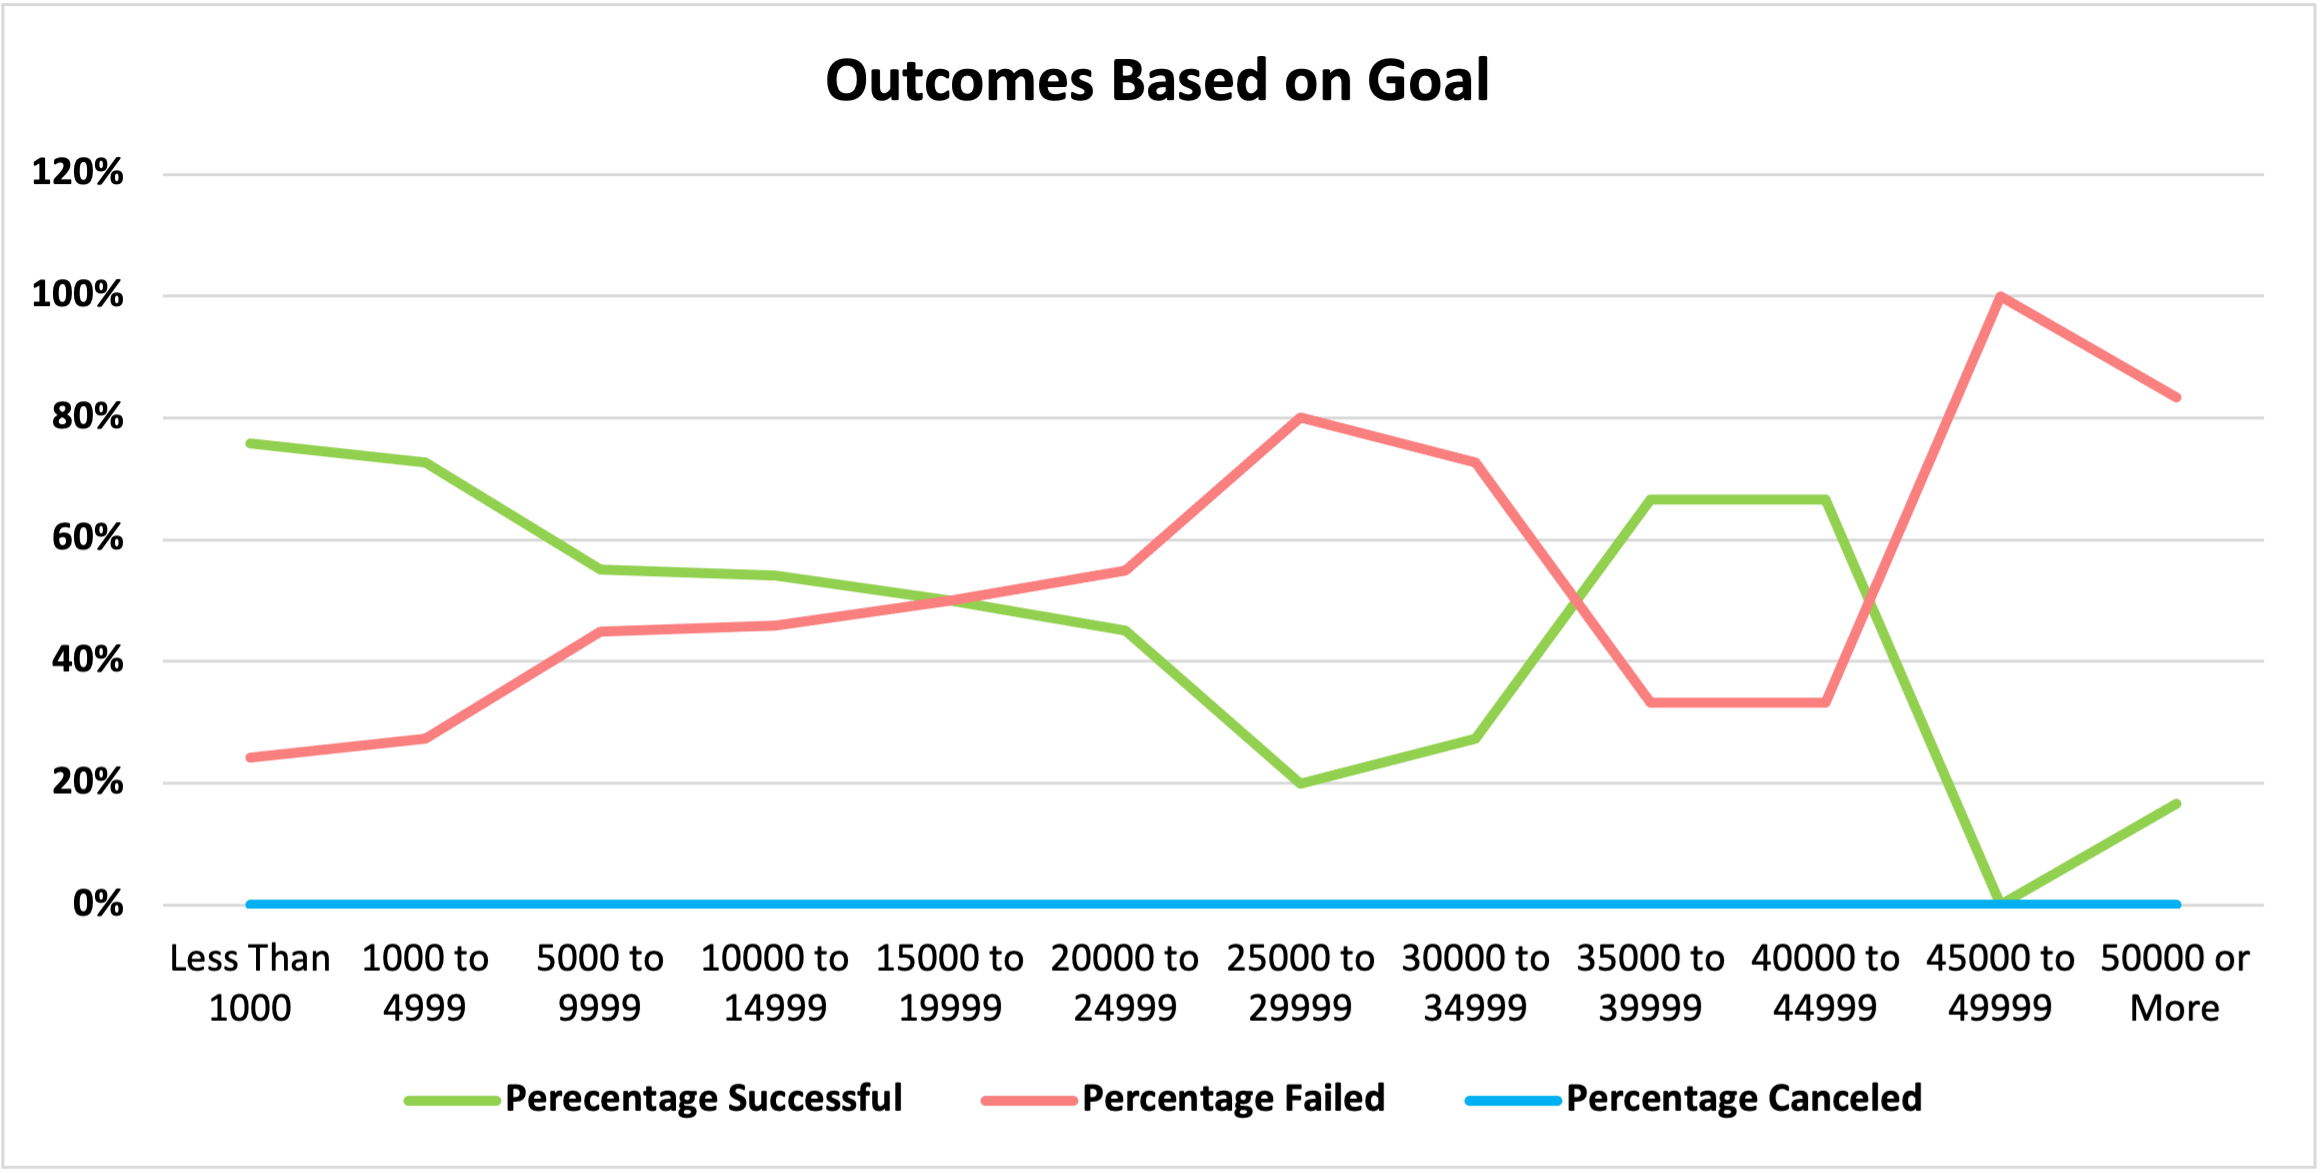 Outcomes Based on Goal
120%
100%
80%
60%
40%
20%
0%
Less Than 1000 to 5000 to 10000 to 15000 to 20000 to 25000 to 30000 to 35000 to 40000 to 45000 to 50000 or
1000 4999 9999 14999 19999 24999 29999 34999 39999 44999 49999 More
Perecentage Successful Percentage Failed Percentage Canceled